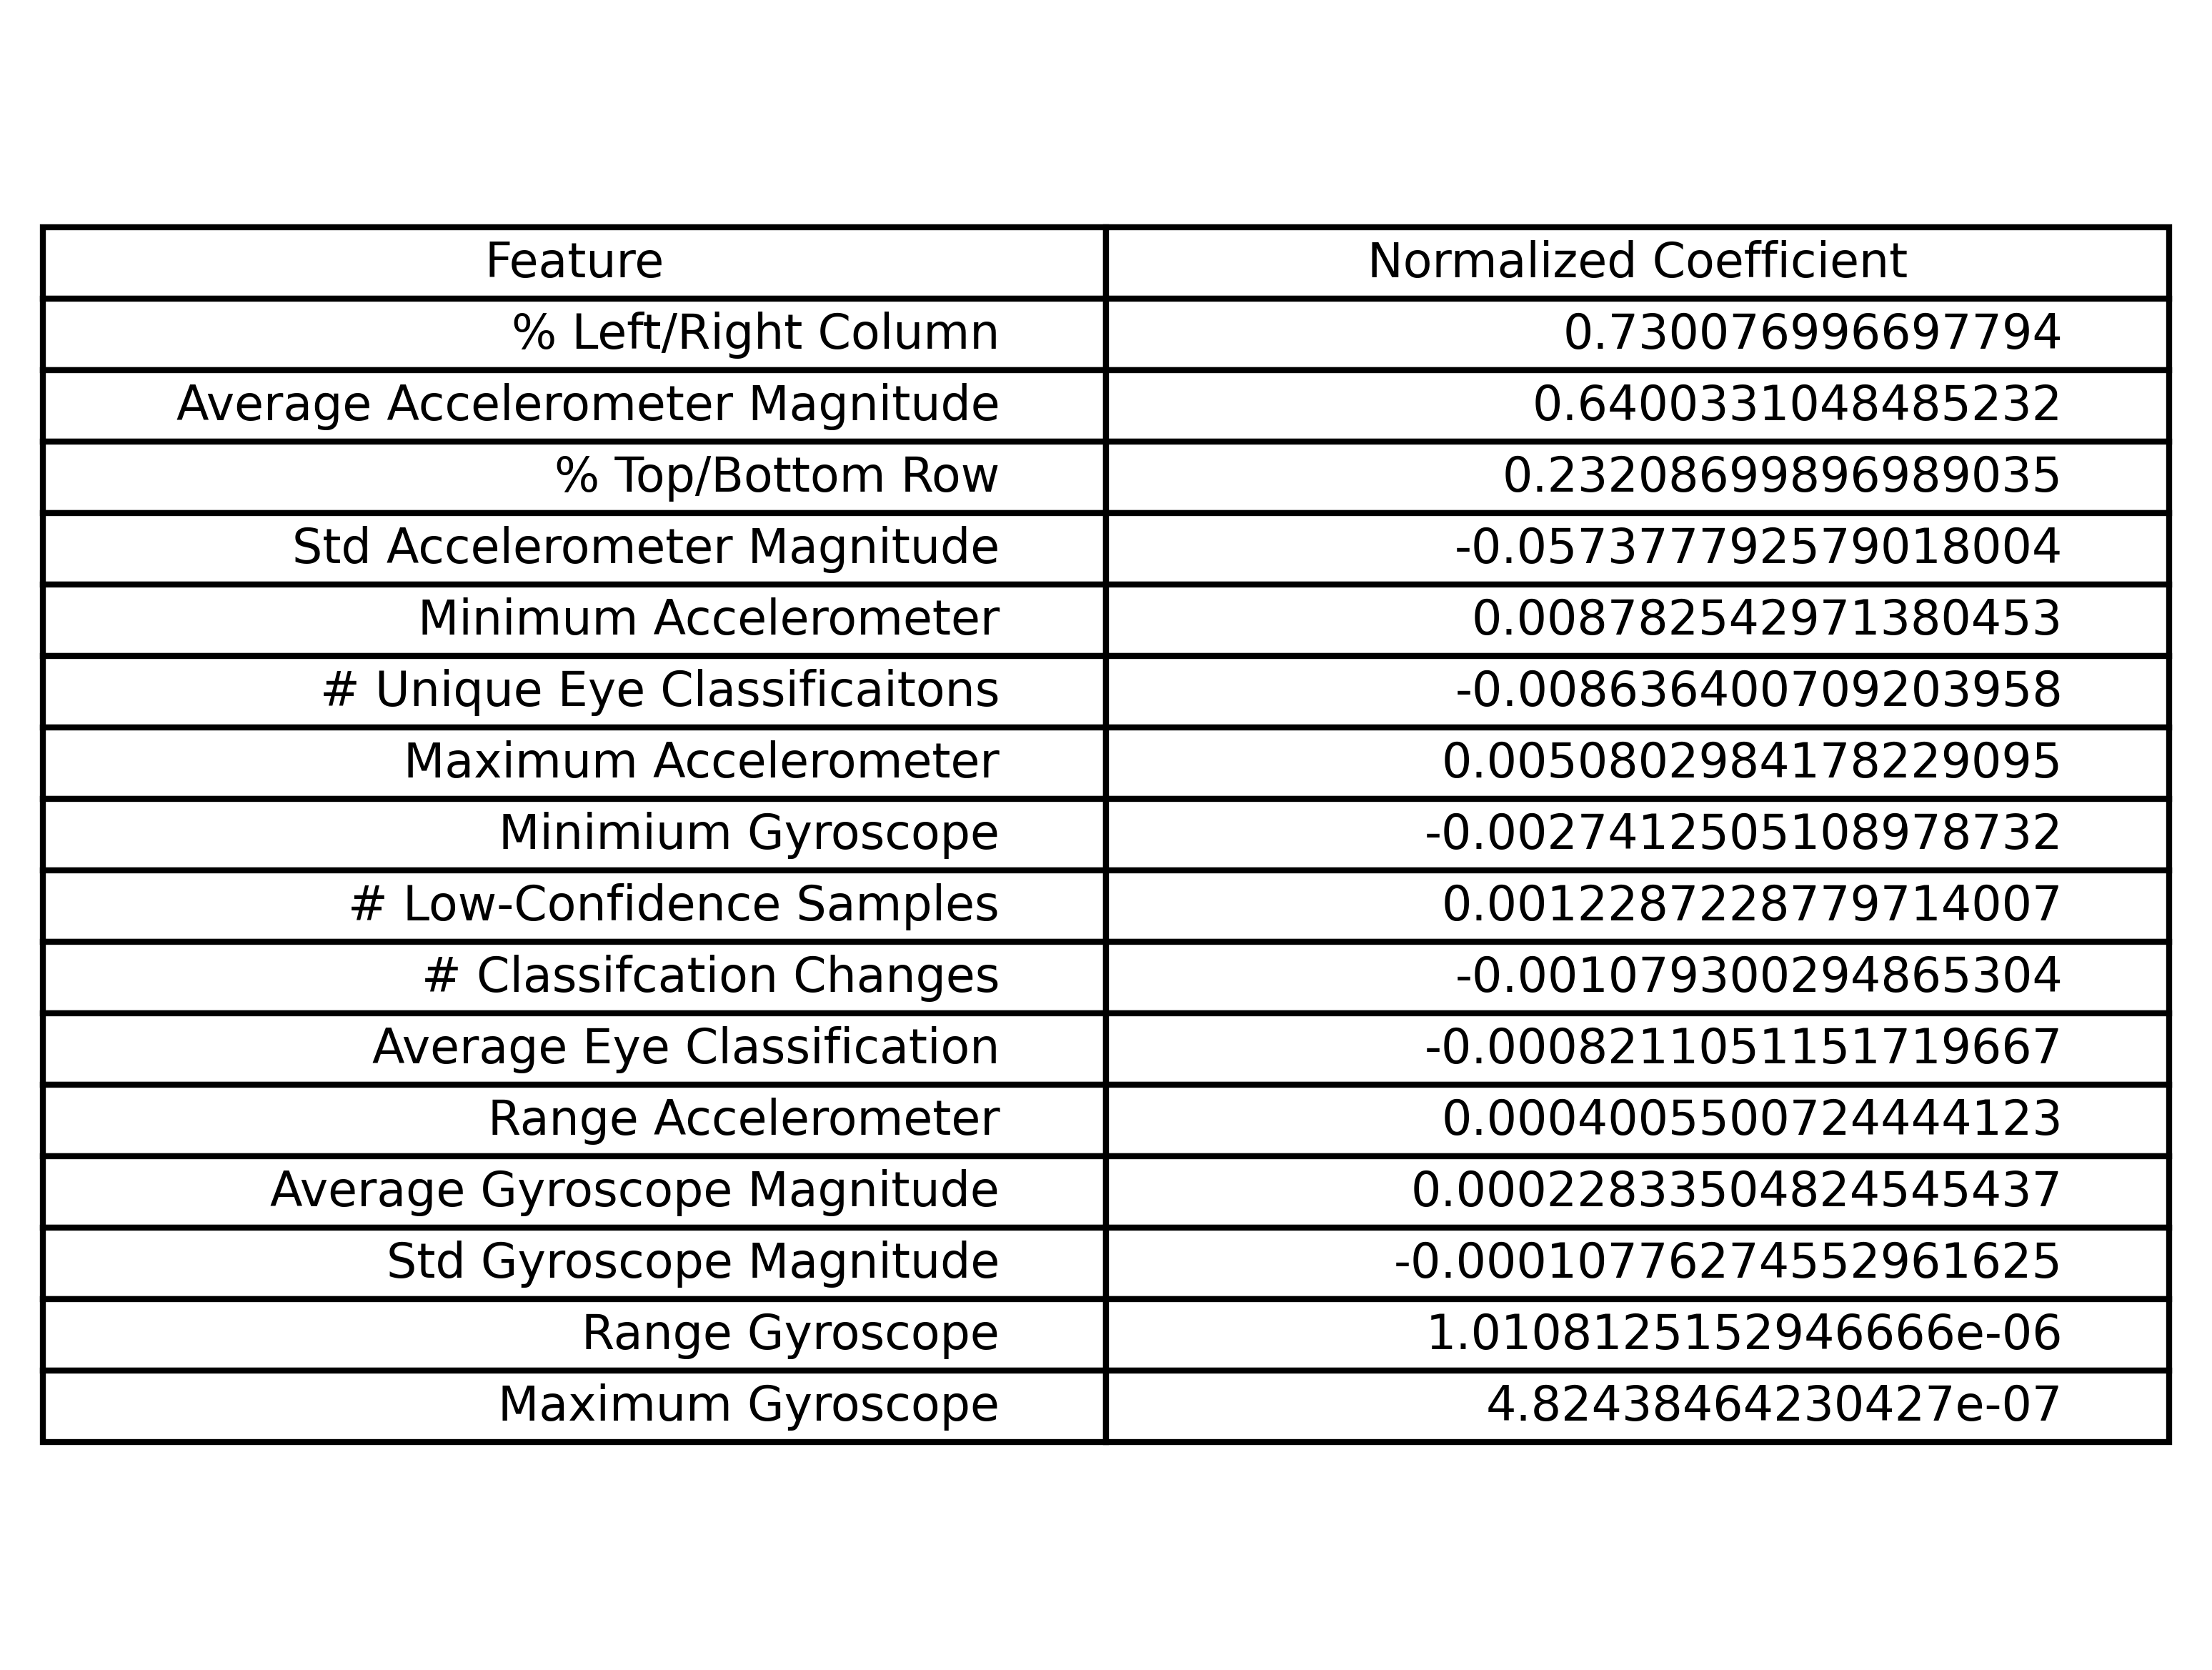 Feature Normalized Coefficient
% Left/Right Column 0.730076996697794
Average Accelerometer Magnitude 0.6400331048485232
% Top/Bottom Row 0.23208699896989035
Std Accelerometer Magnitude -0.057377792579018004
Minimum Accelerometer 0.008782542971380453
# Unique Eye Classificaitons -0.008636400709203958
Maximum Accelerometer 0.0050802984178229095
Minimium Gyroscope -0.0027412505108978732
# Low-Confidence Samples 0.0012287228779714007
# Classifcation Changes -0.001079300294865304
Average Eye Classification -0.0008211051151719667
Range Accelerometer 0.0004005500724444123
Average Gyroscope Magnitude 0.00022833504824545437
Std Gyroscope Magnitude -0.00010776274552961625
Range Gyroscope 1.0108125152946666e-06
Maximum Gyroscope 4.82438464230427e-07